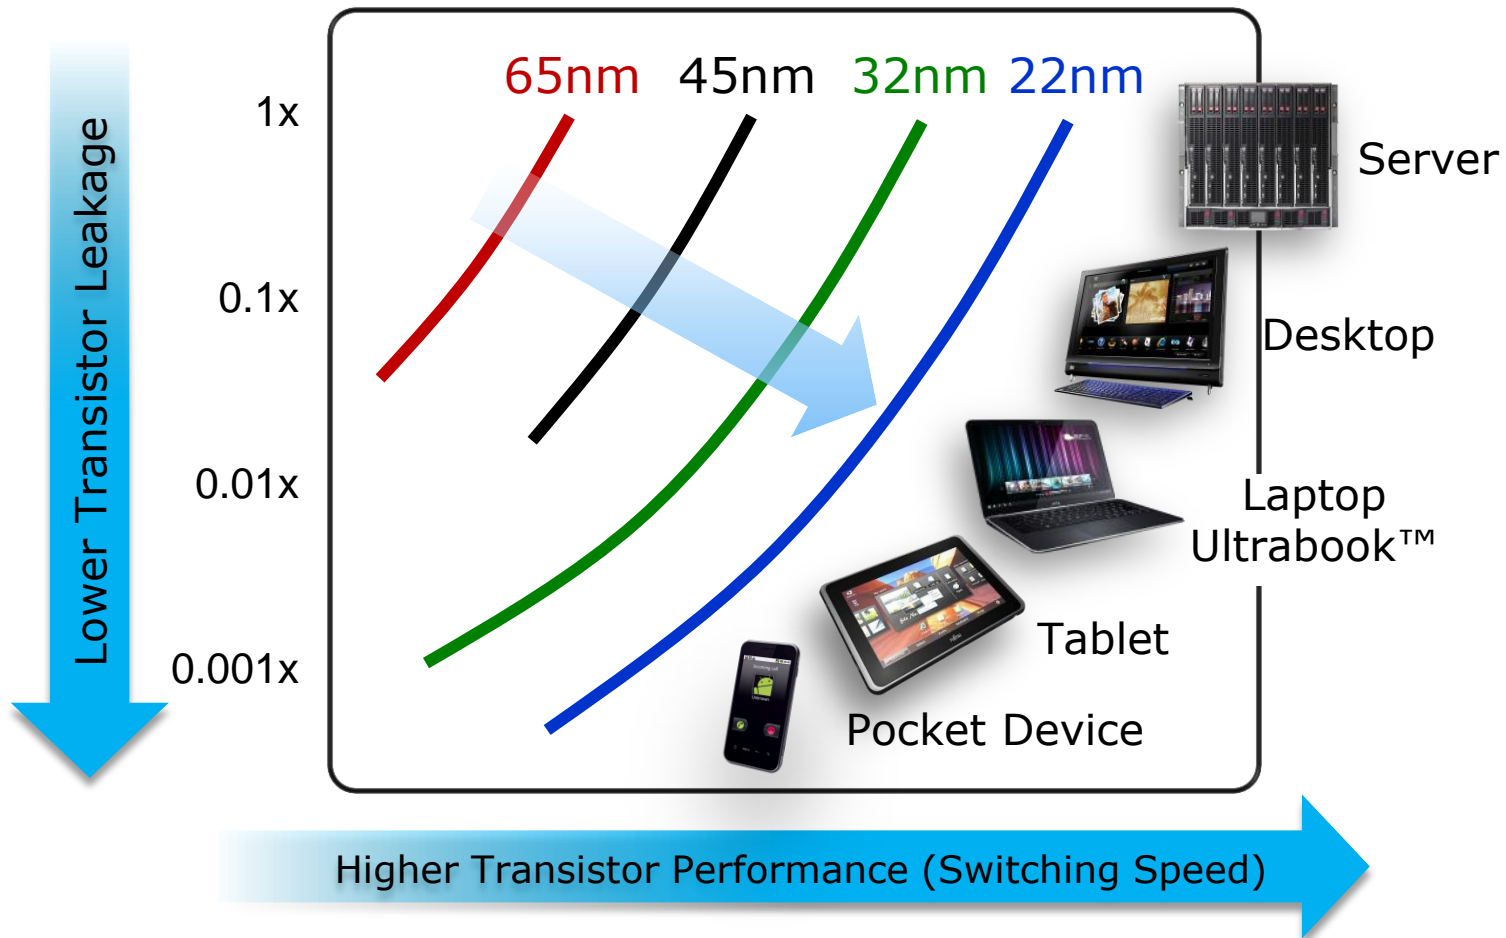 65nm 45nm 32nm 22nm
1x
0.1x
0.01x
0.001x
Lower Transistor Leakage
Server
Desktop
Laptop
Ultrabook™
Tablet
Pocket Device
Higher Transistor Performance (Switching Speed)